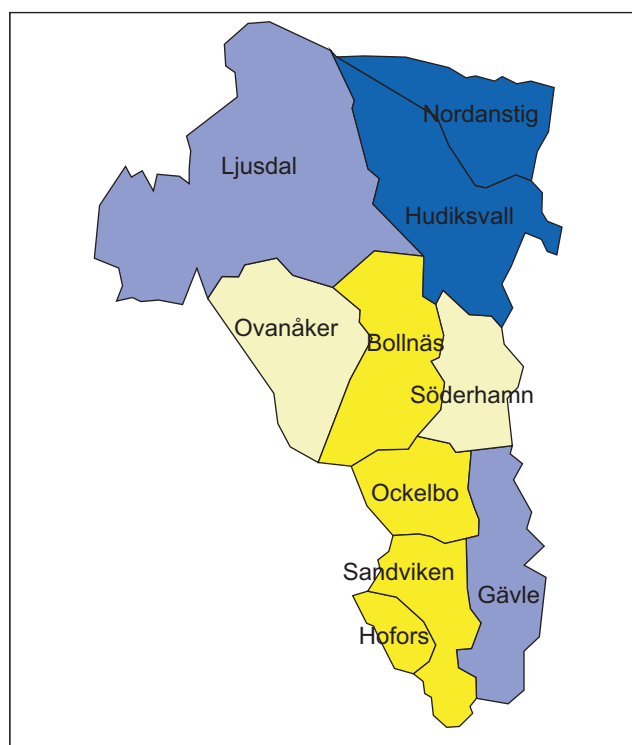 Nordanstig
Ljusdal
Hudiksvall
Ovanåker
Bollnäs
Söderhamn
Ockelbo
Sandviken
Gävle
Hofors